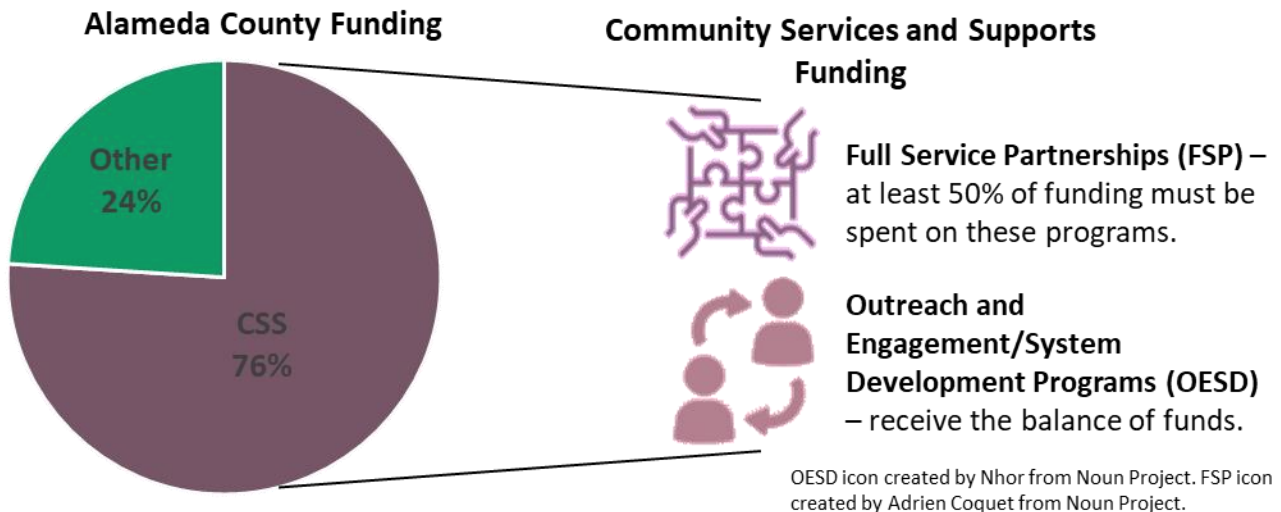 Alameda County Funding
Other
24%
CSS
76%
Community Services and Supports
Funding
Full Service Partnerships (FSP) –
at least 50% of funding must be
spent on these programs.
Outreach and
Engagement/System
Development Programs (OESD)
– receive the balance of funds.
OESD icon created by Nhor from Noun Project. FSP icon
created by Adrien Coquet from Noun Project.